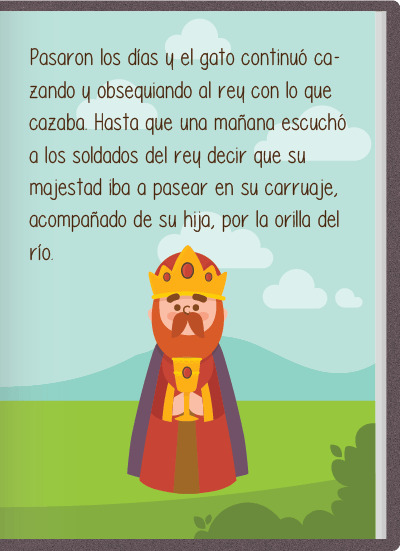 Pasaron los días y el gato continuó ca-
zando y obsequiando al rey con lo que
cazaba. Hasta que una mañana escuchó
a los soldados del rey decir que su
majestad iba a pasear en su carruaje,
acompañado de su hija, por la orilla del
río.